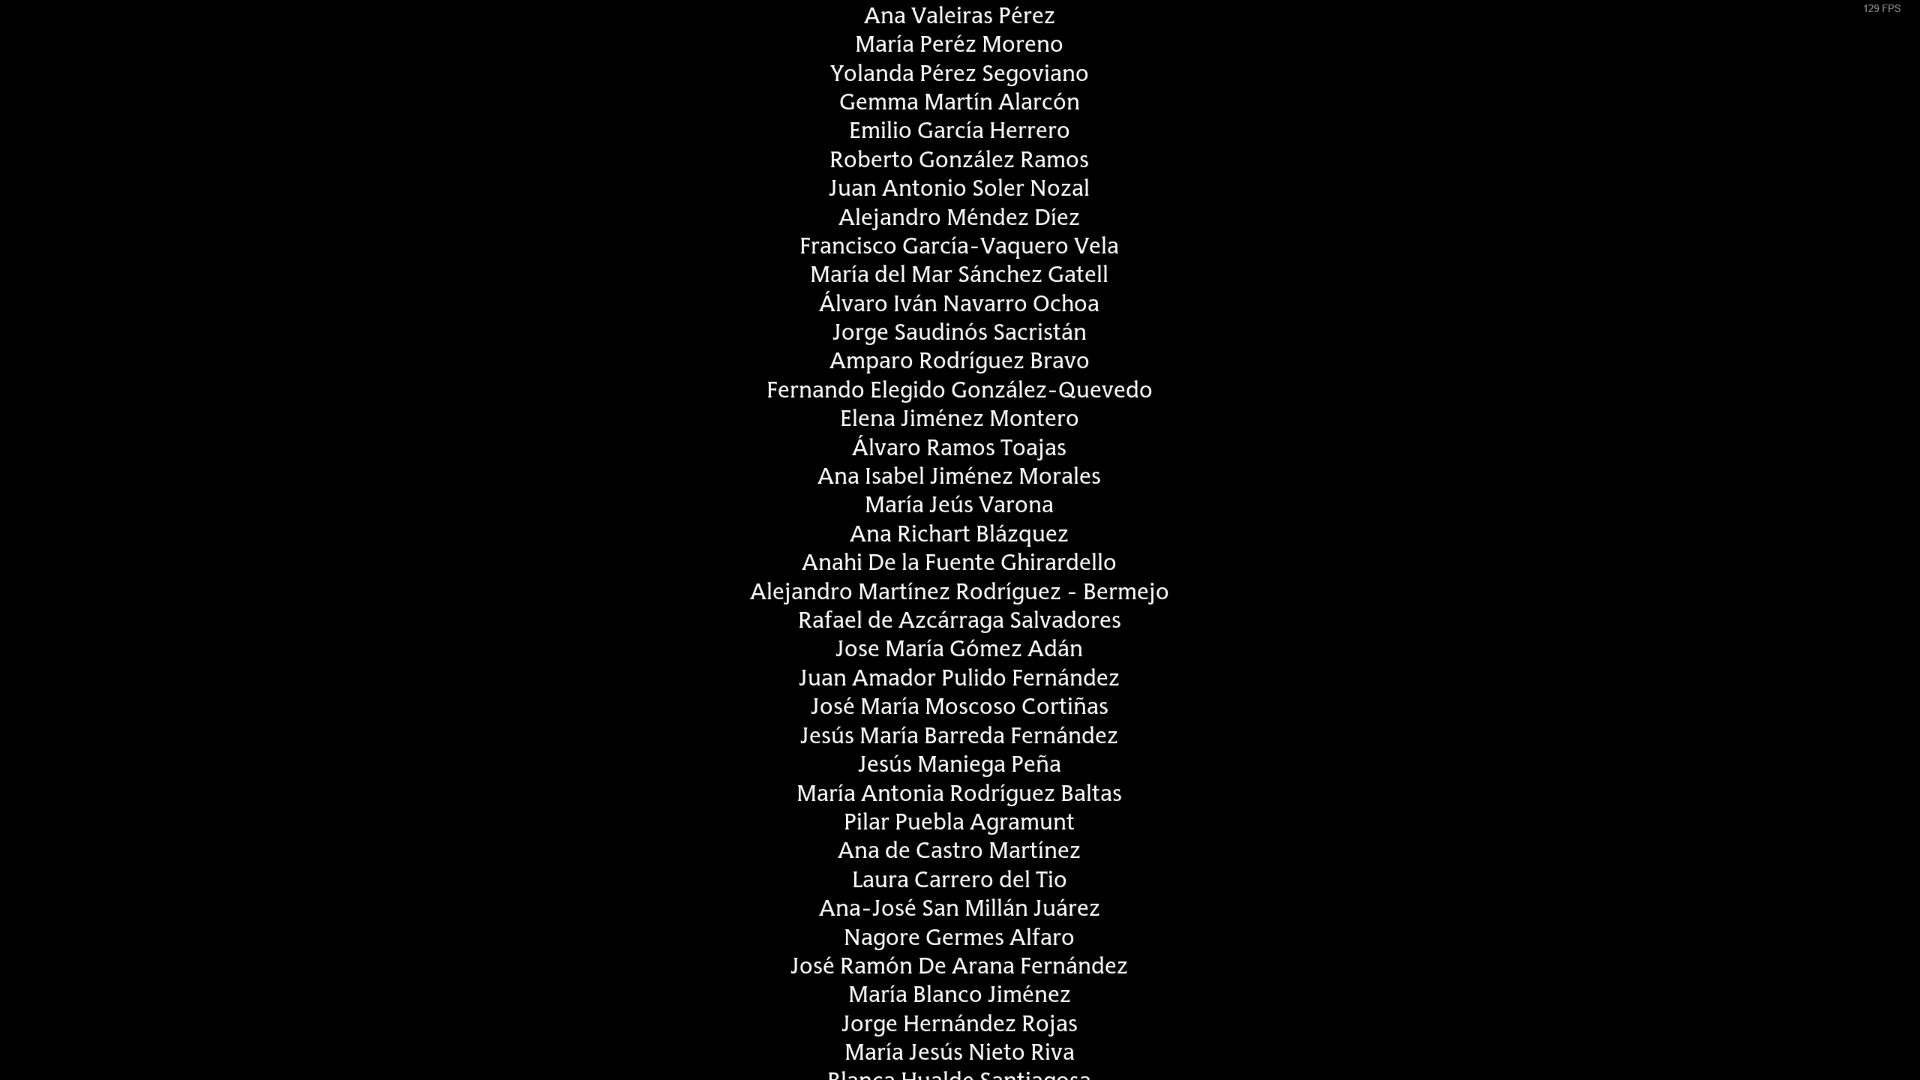 129 FPS
Ana Valeiras Pérez
María Peréz Moreno
Yolanda Pérez Segoviano
Gemma Martín Alarcón
Emilio García Herrero
Roberto González Ramos
Juan Antonio Soler Nozal
Alejandro Méndez Díez
Francisco García-Vaquero Vela
María del Mar Sánchez Gatell
Álvaro Iván Navarro Ochoa
Jorge Saudinós Sacristán
Amparo Rodríguez Bravo
Fernando Elegido González-Quevedo
Elena Jiménez Montero
Álvaro Ramos Toajas
Ana Isabel Jiménez Morales
María Jeús Varona
Ana Richart Blázquez
Anahi De la Fuente Ghirardello
Alejandro Martínez Rodríguez - Bermejo
Rafael de Azcárraga Salvadores
Jose María Gómez Adán
Juan Amador Pulido Fernández
José María Moscoso Cortiñas
Jesús María Barreda Fernández
Jesús Maniega Peña
María Antonia Rodríguez Baltas
Pilar Puebla Agramunt
Ana de Castro Martínez
Laura Carrero del Tio
Ana-José San Millán Juárez
Nagore Germes Alfaro
José Ramón De Arana Fernández
María Blanco Jiménez
Jorge Hernández Rojas
María Jesús Nieto Riva
Blanca Hualde Santiagosa